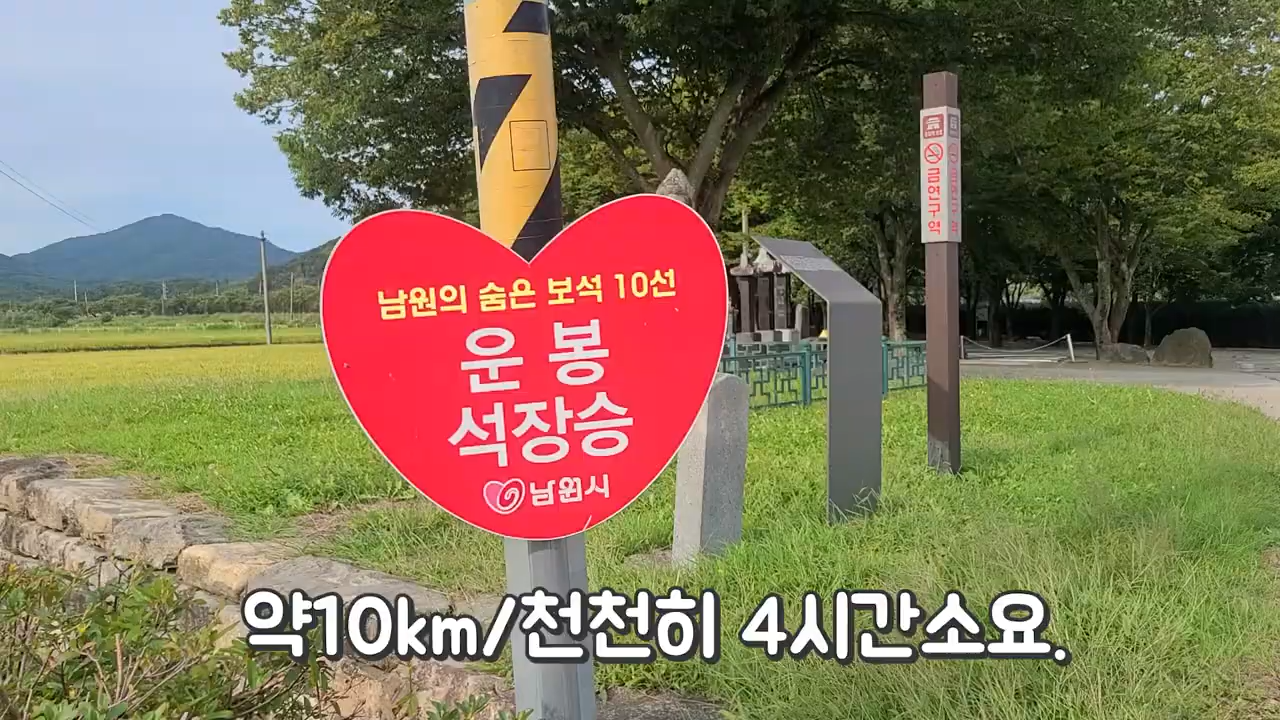 남원의 숨은 보석 10선
운 봉
석장승
남원시
금연구역
약10km/천천히 4시간소요.